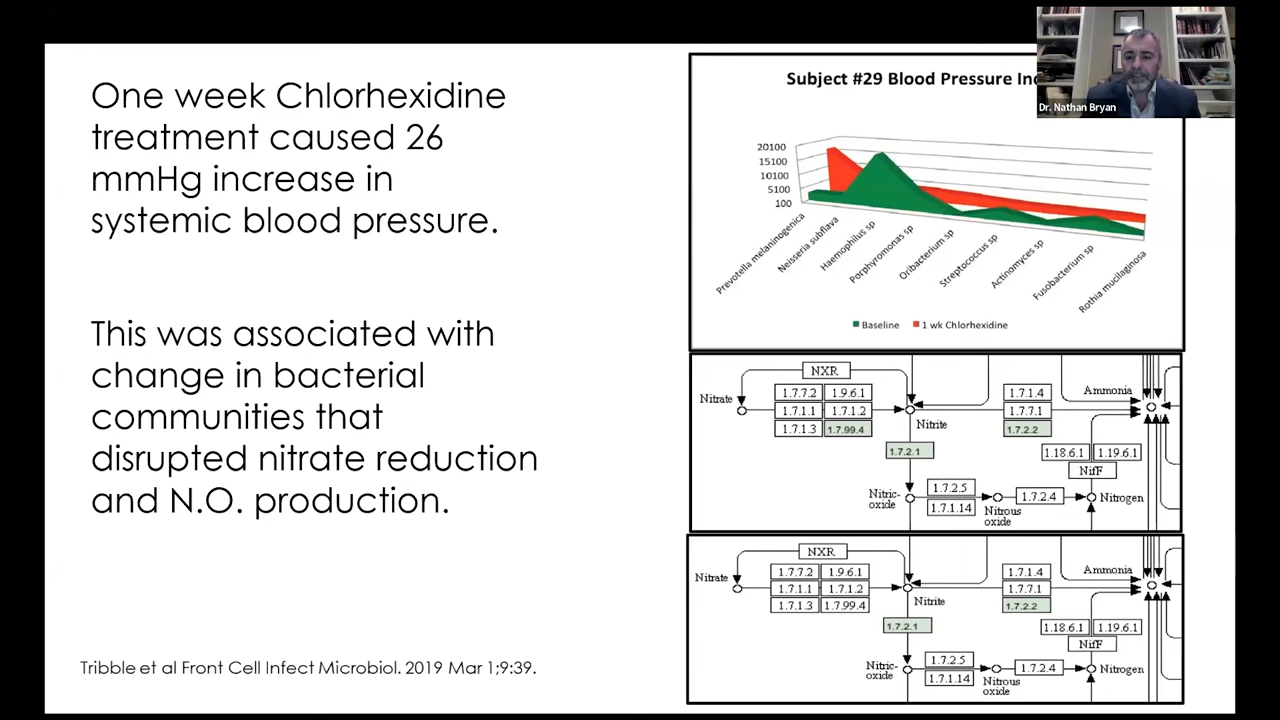 One week Chlorhexidine
treatment caused 26
mmHg increase in
systemic blood pressure.
This was associated with
change in bacterial
communities that
disrupted nitrate reduction
and N.O. production.
Tribble et al Front Cell Infect Microbiol. 2019 Mar 1;9:39.
Subject #29 Blood Pressure
Dr. Nathan Bryan
20100
15100
10100
5100
100
Prevotella melaninogenica
Neisseria subflava
Haemophilus sp
Porphyromonas sp
Oribacterium sp
Streptococcus sp
Actinomyces sp
Fusobacterium sp
Rothia mucilaginosa
Baseline 1 wk Chlorhexidine
NXR
Ammonia
Nitrate 1.7.7.2 1.9.6.1 1.7.1.4
1.7.1.1 1.7.1.2 1.7.7.1
1.7.1.3 1.7.99.4 Nitrite 1.7.2.2
1.7.2.1 1.18.6.1 1.19.6.1
NifF
Nitric-
oxide
1.7.2.5
1.7.1.14
Nitrous
oxide
1.7.2.4
Nitrogen
NXR
Ammonia
Nitrate 1.7.7.2 1.9.6.1 1.7.1.4
1.7.1.1 1.7.1.2 1.7.7.1
1.7.1.3 1.7.99.4 Nitrite 1.7.2.2
1.7.2.1 1.18.6.1 1.19.6.1
NifF
Nitric-
oxide
1.7.2.5
1.7.1.14
Nitrous
oxide
1.7.2.4
Nitrogen